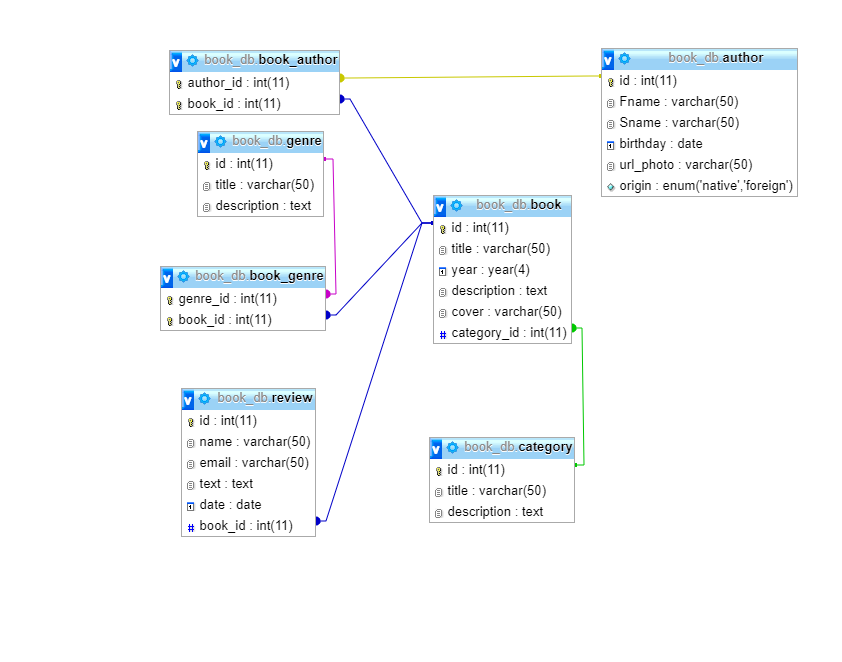 book_db.book_author
author_id : int(11)
book_id : int(11)
book_db.author
id : int(11)
Fname : varchar(50)
Sname : varchar(50)
birthday : date
url_photo : varchar(50)
origin : enum('native','foreign')
book_db.genre
id : int(11)
title : varchar(50)
description : text
book_db.book
id : int(11)
title : varchar(50)
year : year(4)
description : text
cover : varchar(50)
category_id : int(11)
book_db.book_genre
genre_id : int(11)
book_id : int(11)
book_db.review
id : int(11)
name : varchar(50)
email : varchar(50)
text : text
date : date
book_id : int(11)
book_db.category
id : int(11)
title : varchar(50)
description : text